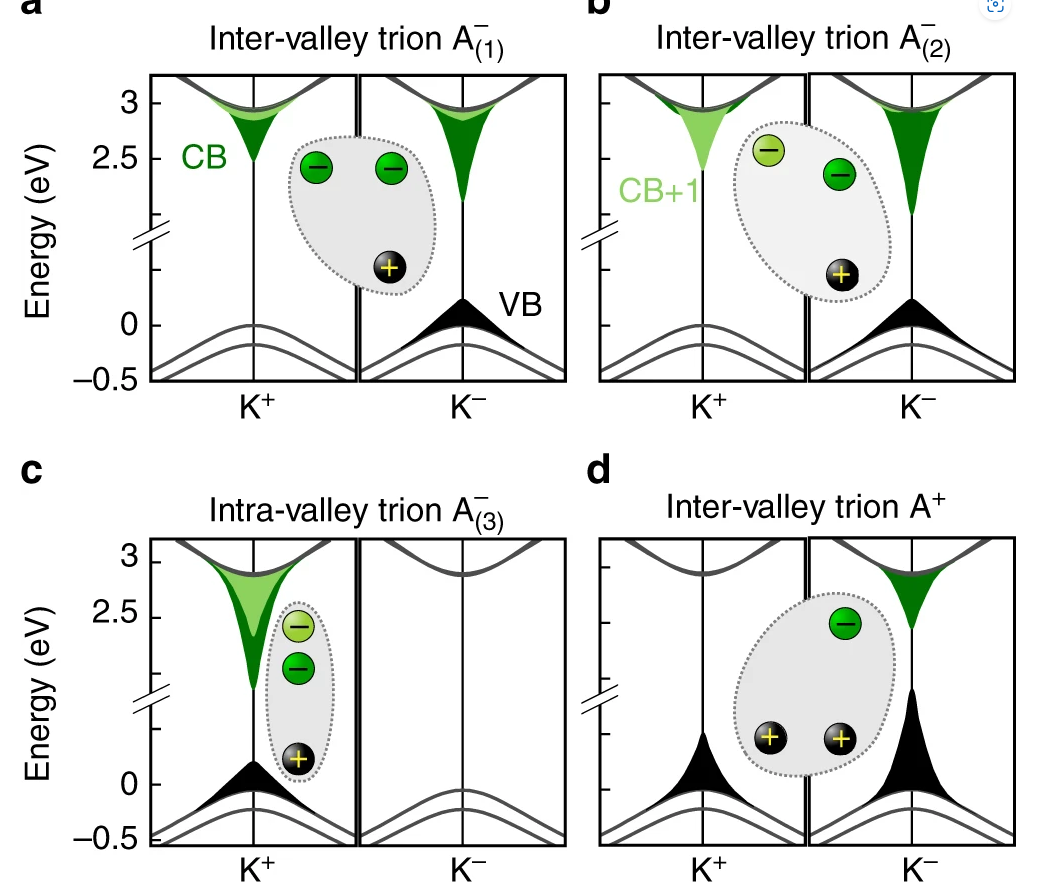 a
b
Inter-valley trion A⁻(1)
Inter-valley trion A⁻(2)
Energy (eV)
3
2.5
0
−0.5
CB
VB
CB+1
− − +
− − +
K⁺ K⁻
K⁺ K⁻
c
d
Intra-valley trion A⁻(3)
Inter-valley trion A⁺
Energy (eV)
3
2.5
0
−0.5
− − +
− + +
K⁺ K⁻
K⁺ K⁻